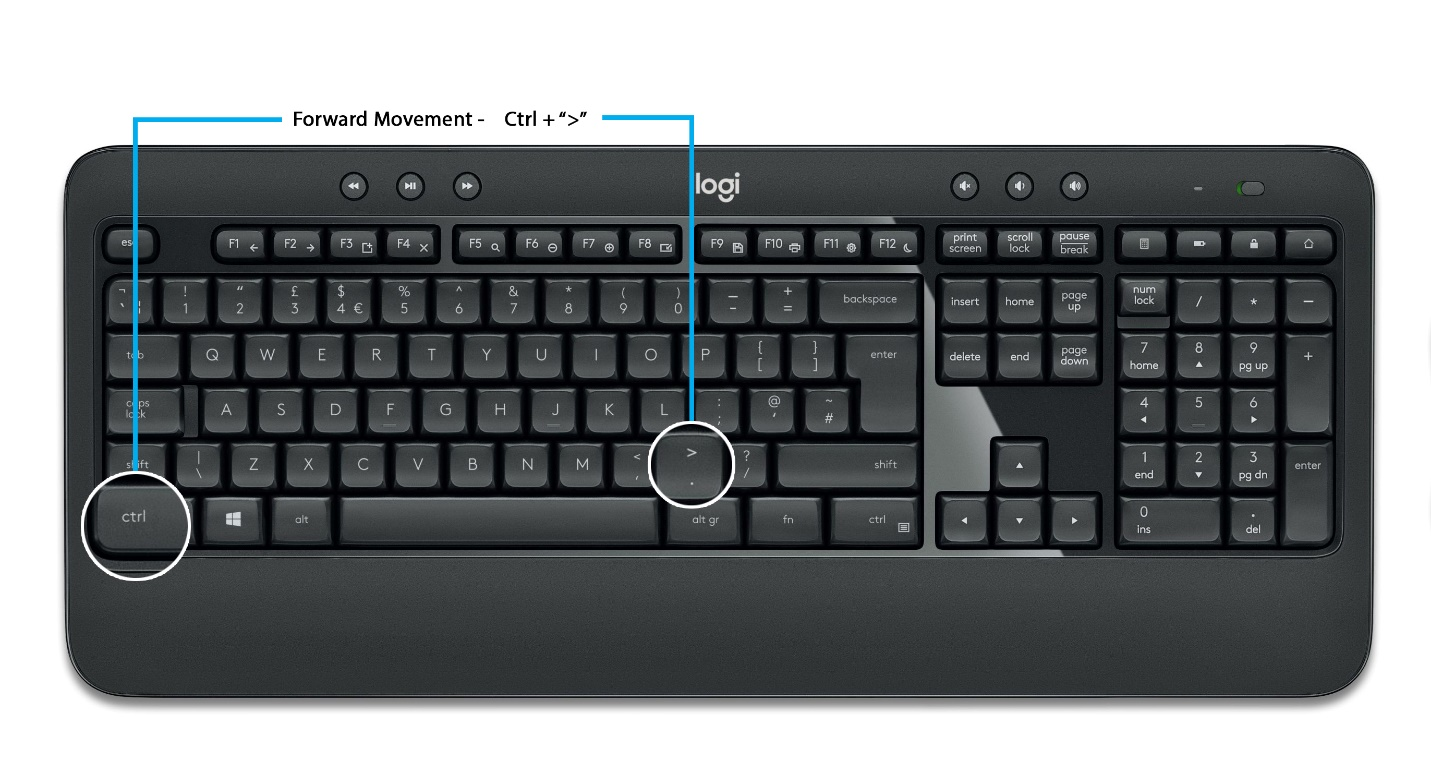 Forward Movement - Ctrl + “>”
logi
esc F1 F2 F3 F4 F5 F6 F7 F8 F9 F10 F11 F12 print screen scroll lock pause break
¬ ! “ £ $ % ^ & * ( ) _ +
` ¦ 1 2 3 4 € 5 6 7 8 9 0 - = backspace insert home page up num lock / * −
tab Q W E R T Y U I O P { [ } ] enter delete end page down 7 home 8 9 pg up +
caps lock A S D F G H J K L : ; @ ' ~ # 4 5 6
shift | \ Z X C V B N M < , > . ? / shift 1 end 2 3 pg dn enter
ctrl alt alt gr fn ctrl 0 ins . del